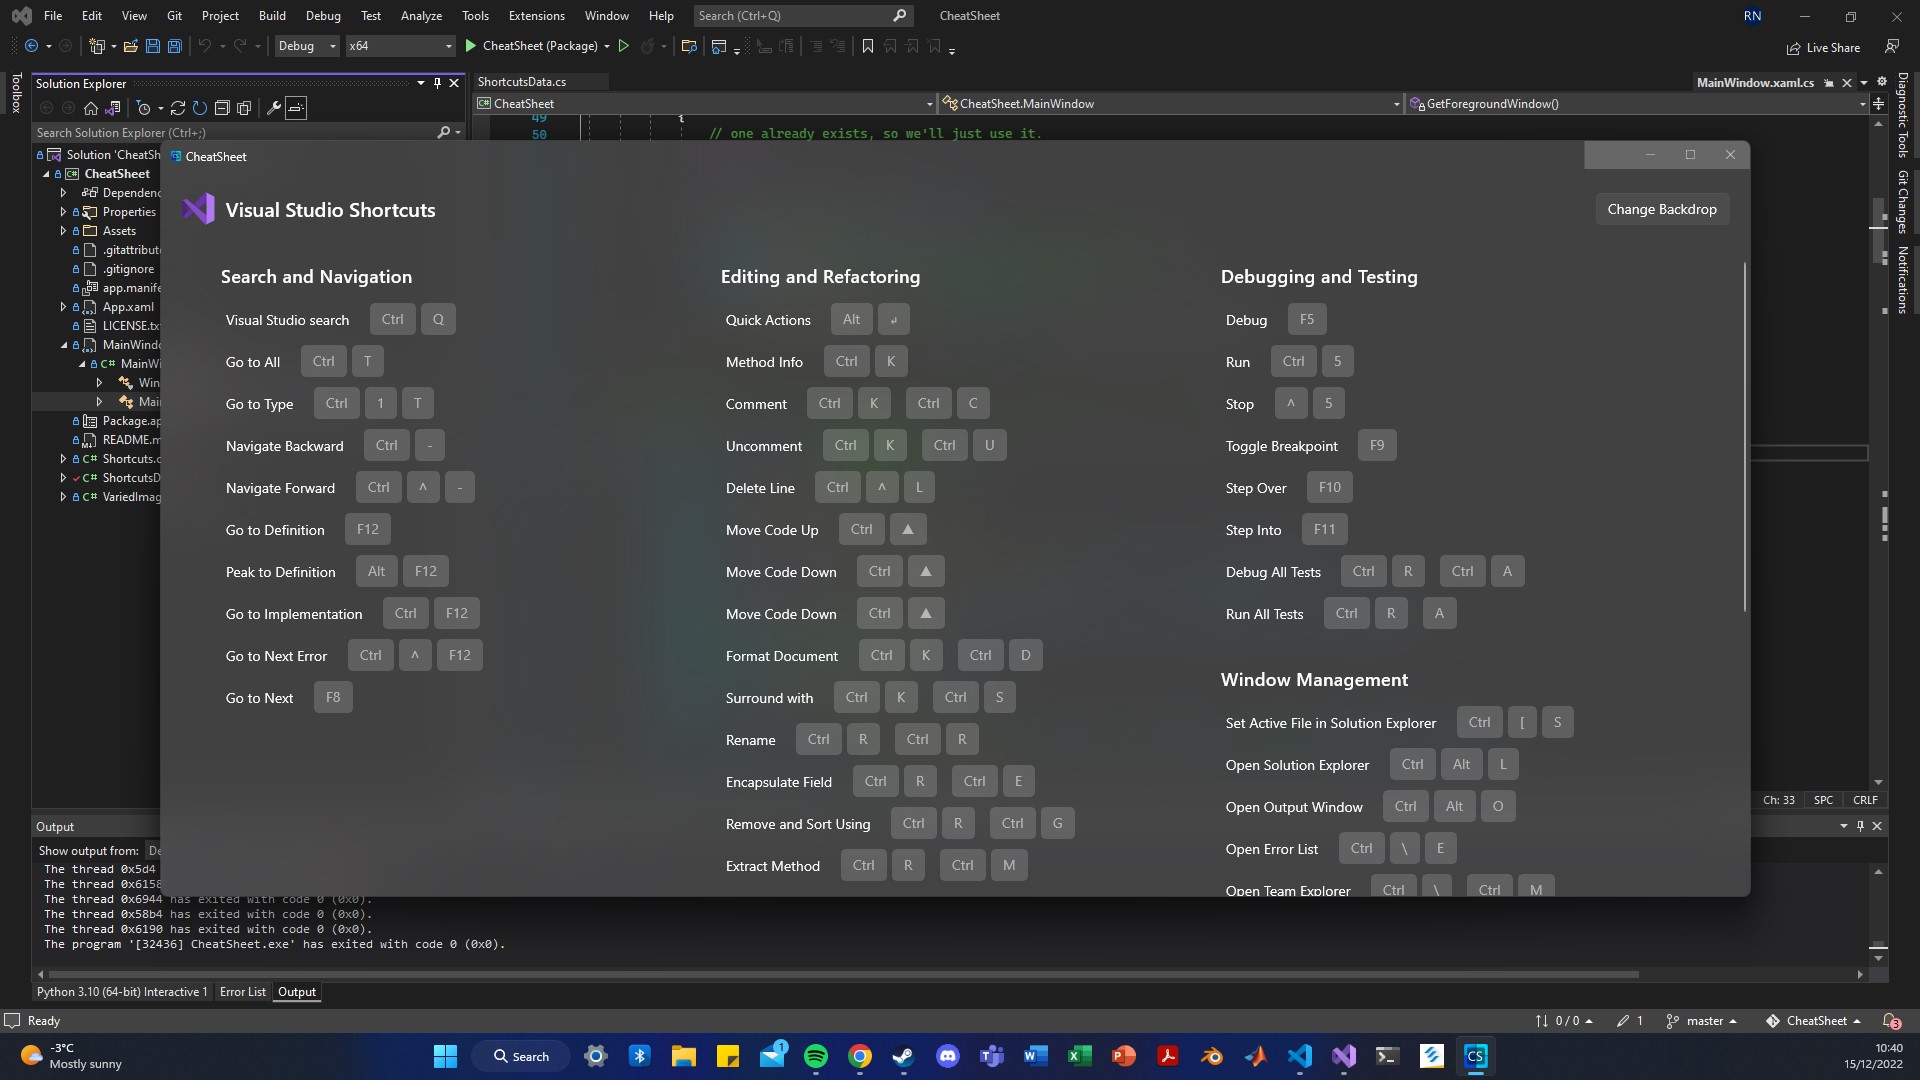 File Edit View Git Project Build Debug Test Analyze Tools Extensions Window Help Search (Ctrl+Q) CheatSheet RN
Debug x64 CheatSheet (Package) Live Share
Toolbox
Solution Explorer
Search Solution Explorer (Ctrl+;)
Solution 'CheatSh
CheatSheet
Dependenc
Properties
Assets
.gitattribut
.gitignore
app.manife
App.xaml
LICENSE.tx
MainWindo
MainWi
Win
Mai
Package.ap
README.m
Shortcuts.c
ShortcutsD
VariedImag
ShortcutsData.cs MainWindow.xaml.cs
CheatSheet CheatSheet.MainWindow GetForegroundWindow()
49 {
50 // one already exists, so we'll just use it.
Diagnostic Tools
Git Changes
Notifications
CheatSheet
Visual Studio Shortcuts
Change Backdrop
Search and Navigation
Visual Studio search Ctrl Q
Go to All Ctrl T
Go to Type Ctrl 1 T
Navigate Backward Ctrl -
Navigate Forward Ctrl ^ -
Go to Definition F12
Peak to Definition Alt F12
Go to Implementation Ctrl F12
Go to Next Error Ctrl ^ F12
Go to Next F8
Editing and Refactoring
Quick Actions Alt ↲
Method Info Ctrl K
Comment Ctrl K Ctrl C
Uncomment Ctrl K Ctrl U
Delete Line Ctrl ^ L
Move Code Up Ctrl ▲
Move Code Down Ctrl ▲
Move Code Down Ctrl ▲
Format Document Ctrl K Ctrl D
Surround with Ctrl K Ctrl S
Rename Ctrl R Ctrl R
Encapsulate Field Ctrl R Ctrl E
Remove and Sort Using Ctrl R Ctrl G
Extract Method Ctrl R Ctrl M
Debugging and Testing
Debug F5
Run Ctrl 5
Stop ^ 5
Toggle Breakpoint F9
Step Over F10
Step Into F11
Debug All Tests Ctrl R Ctrl A
Run All Tests Ctrl R A
Window Management
Set Active File in Solution Explorer Ctrl [ S
Open Solution Explorer Ctrl Alt L
Open Output Window Ctrl Alt O
Open Error List Ctrl \ E
Open Team Explorer Ctrl \ Ctrl M
Ch: 33 SPC CRLF
Output
Show output from: De
The thread 0x5d4
The thread 0x6158
The thread 0x6944 has exited with code 0 (0x0).
The thread 0x58b4 has exited with code 0 (0x0).
The thread 0x6190 has exited with code 0 (0x0).
The program '[32436] CheatSheet.exe' has exited with code 0 (0x0).
Python 3.10 (64-bit) Interactive 1 Error List Output
Ready 0 / 0 1 master CheatSheet 3
-3°C
Mostly sunny
Search
1
CS
10:40
15/12/2022